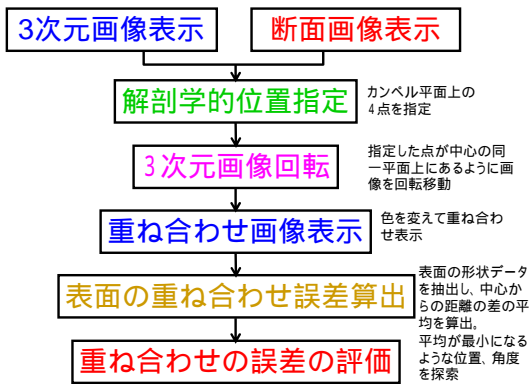 3次元画像表示
断面画像表示
解剖学的位置指定
カンペル平面上の
4点を指定
3次元画像回転
指定した点が中心の同
一平面上にあるように画
像を回転移動
重ね合わせ画像表示
色を変えて重ね合わ
せ表示
表面の重ね合わせ誤差算出
表面の形状データ
を抽出し、中心か
らの距離の差の平
均を算出。
重ね合わせの誤差の評価
平均が最小になる
ような位置、角度
を探索